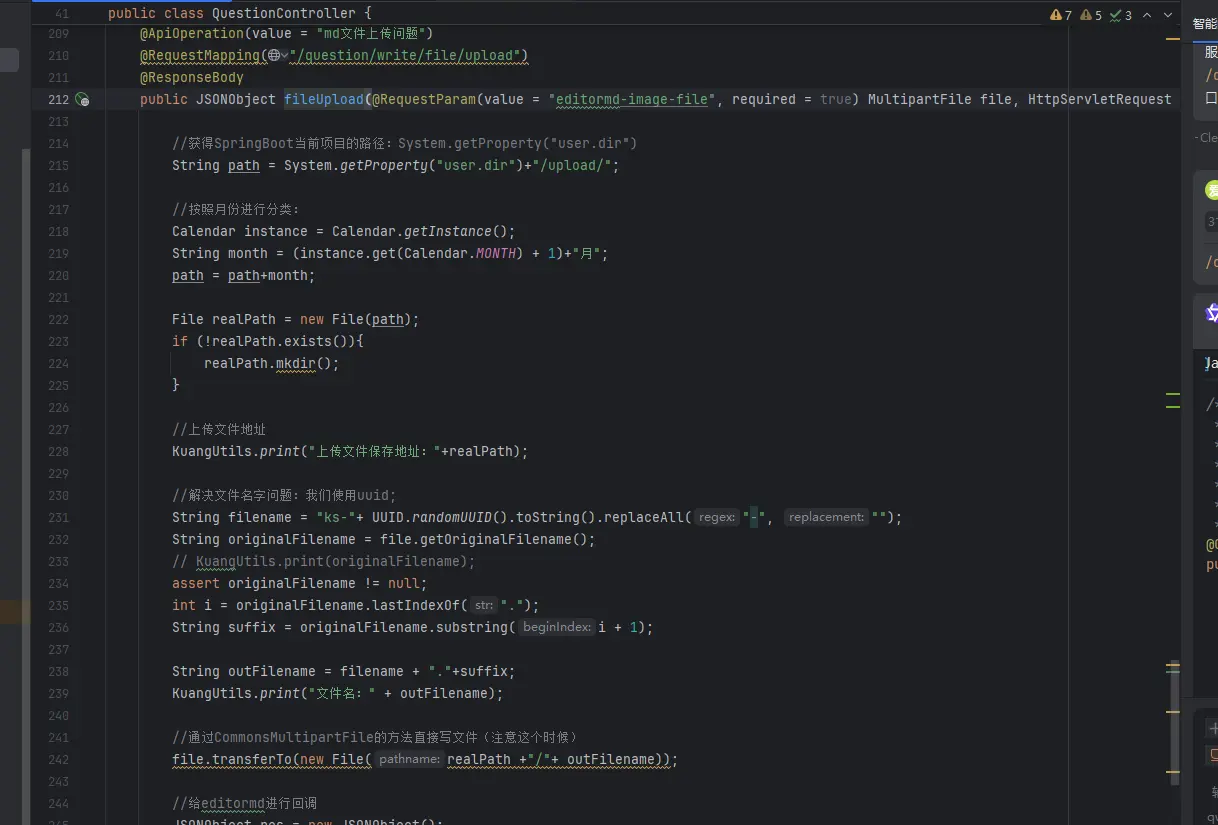 41 public class QuestionController {
7 5 3
智能
209 @ApiOperation(value = "md文件上传问题")
210 @RequestMapping("/question/write/file/upload")
211 @ResponseBody
212 public JSONObject fileUpload(@RequestParam(value = "editormd-image-file", required = true) MultipartFile file, HttpServletRequest
213
214 //获得SpringBoot当前项目的路径：System.getProperty("user.dir")
215 String path = System.getProperty("user.dir")+"/upload/";
216
217 //按照月份进行分类：
218 Calendar instance = Calendar.getInstance();
219 String month = (instance.get(Calendar.MONTH) + 1)+"月";
220 path = path+month;
221
222 File realPath = new File(path);
223 if (!realPath.exists()){
224 realPath.mkdir();
225 }
226
227 //上传文件地址
228 KuangUtils.print("上传文件保存地址："+realPath);
229
230 //解决文件名字问题：我们使用uuid;
231 String filename = "ks-"+ UUID.randomUUID().toString().replaceAll( regex: "-", replacement: "");
232 String originalFilename = file.getOriginalFilename();
233 // KuangUtils.print(originalFilename);
234 assert originalFilename != null;
235 int i = originalFilename.lastIndexOf( str: ".");
236 String suffix = originalFilename.substring( beginIndex: i + 1);
237
238 String outFilename = filename + "."+suffix;
239 KuangUtils.print("文件名：" + outFilename);
240
241 //通过CommonsMultipartFile的方法直接写文件（注意这个时候）
242 file.transferTo(new File( pathname: realPath +"/"+ outFilename));
243
244 //给editormd进行回调
245 JSONObject res = new JSONObject();